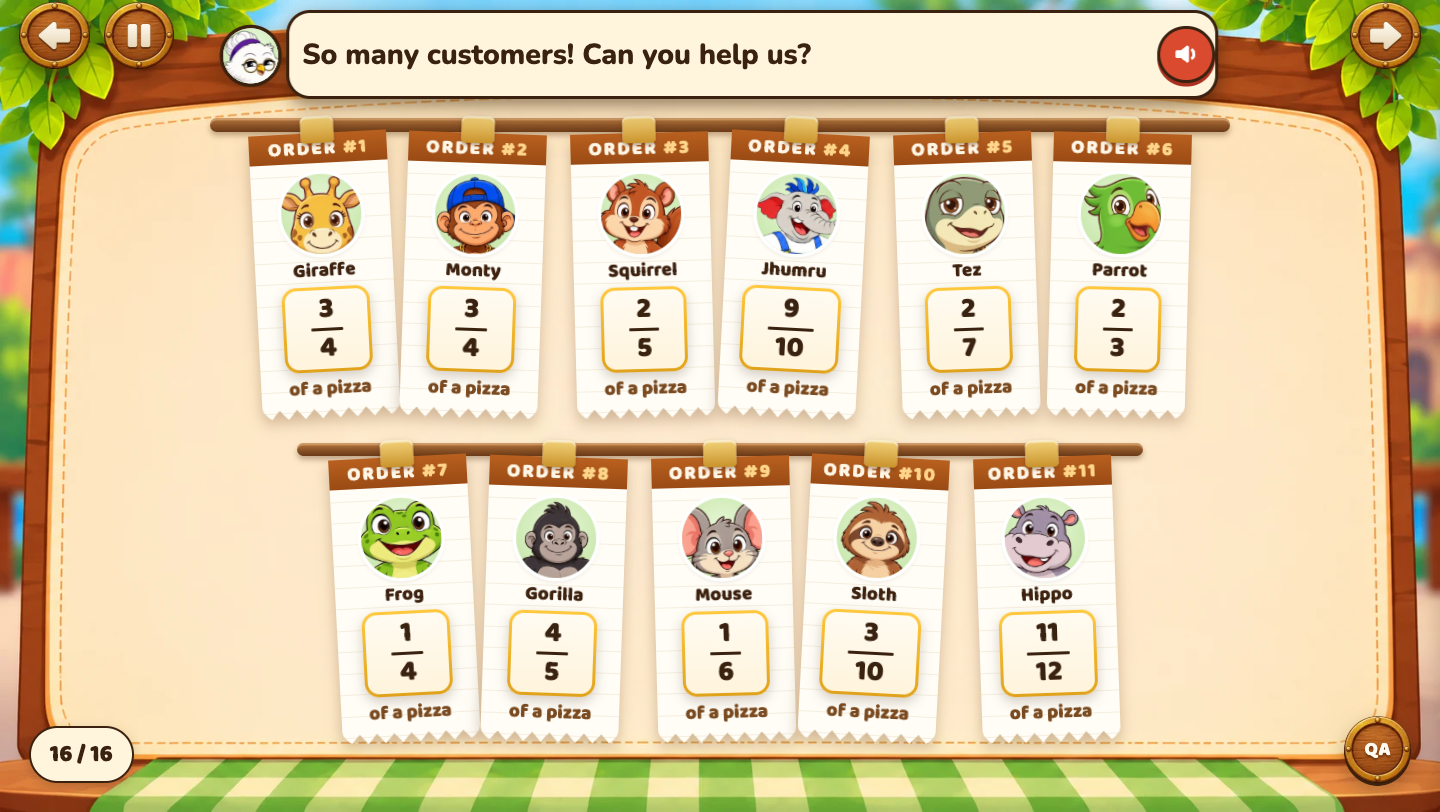 So many customers! Can you help us?
ORDER #1
Giraffe
3
4
of a pizza
ORDER #2
Monty
3
4
of a pizza
ORDER #3
Squirrel
2
5
of a pizza
ORDER #4
Jhumru
9
10
of a pizza
ORDER #5
Tez
2
7
of a pizza
ORDER #6
Parrot
2
3
of a pizza
ORDER #7
Frog
1
4
of a pizza
ORDER #8
Gorilla
4
5
of a pizza
ORDER #9
Mouse
1
6
of a pizza
ORDER #10
Sloth
3
10
of a pizza
ORDER #11
Hippo
11
12
of a pizza
16 / 16
QA